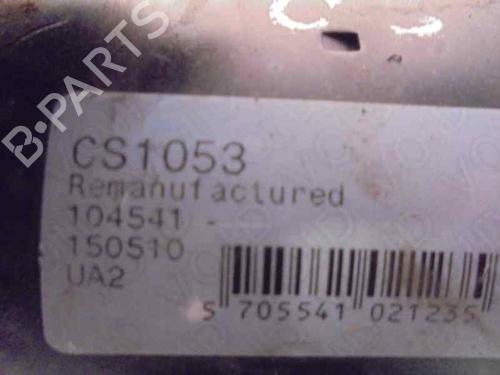 B-PARTS
CS1053
Remanufactured
104541 -
150510
UA2
5 705541 021235